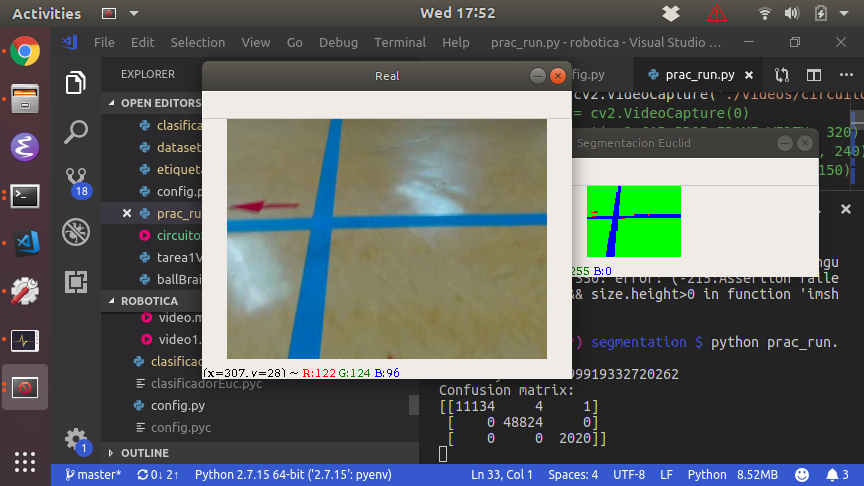 Activities
Wed 17:52
File Edit Selection View Go Debug Terminal Help prac_run.py - robotica - Visual Studio ...
EXPLORER
OPEN EDITORS
clasifica
dataset
etiquet
config.p
prac_ru
circuito
tarea1V
ballBrai
ROBOTICA
video.m
video1.
clasificado
clasificadorEuc.pyc
config.py
config.pyc
OUTLINE
fig.py
prac_run.py
cv2.VideoCapture("./videos/circuito
= cv2.VideoCapture(0)
320)
, 240)
150)
Real
(x=307, y=28) ~ R:122 G:124 B:96
Segmentacion Euclid
255 B:0
ngu
error: (-215:Assertion faile
&& size.height>0 in function 'imsh
) segmentation $ python prac_run.
99919332720262
Confusion matrix:
[[11134 4 1]
[ 0 48824 0]
[ 0 0 2020]]
18
1
master* 0↓ 2↑ Python 2.7.15 64-bit ('2.7.15': pyenv) Ln 33, Col 1 Spaces: 4 UTF-8 LF Python 8.52MB 3